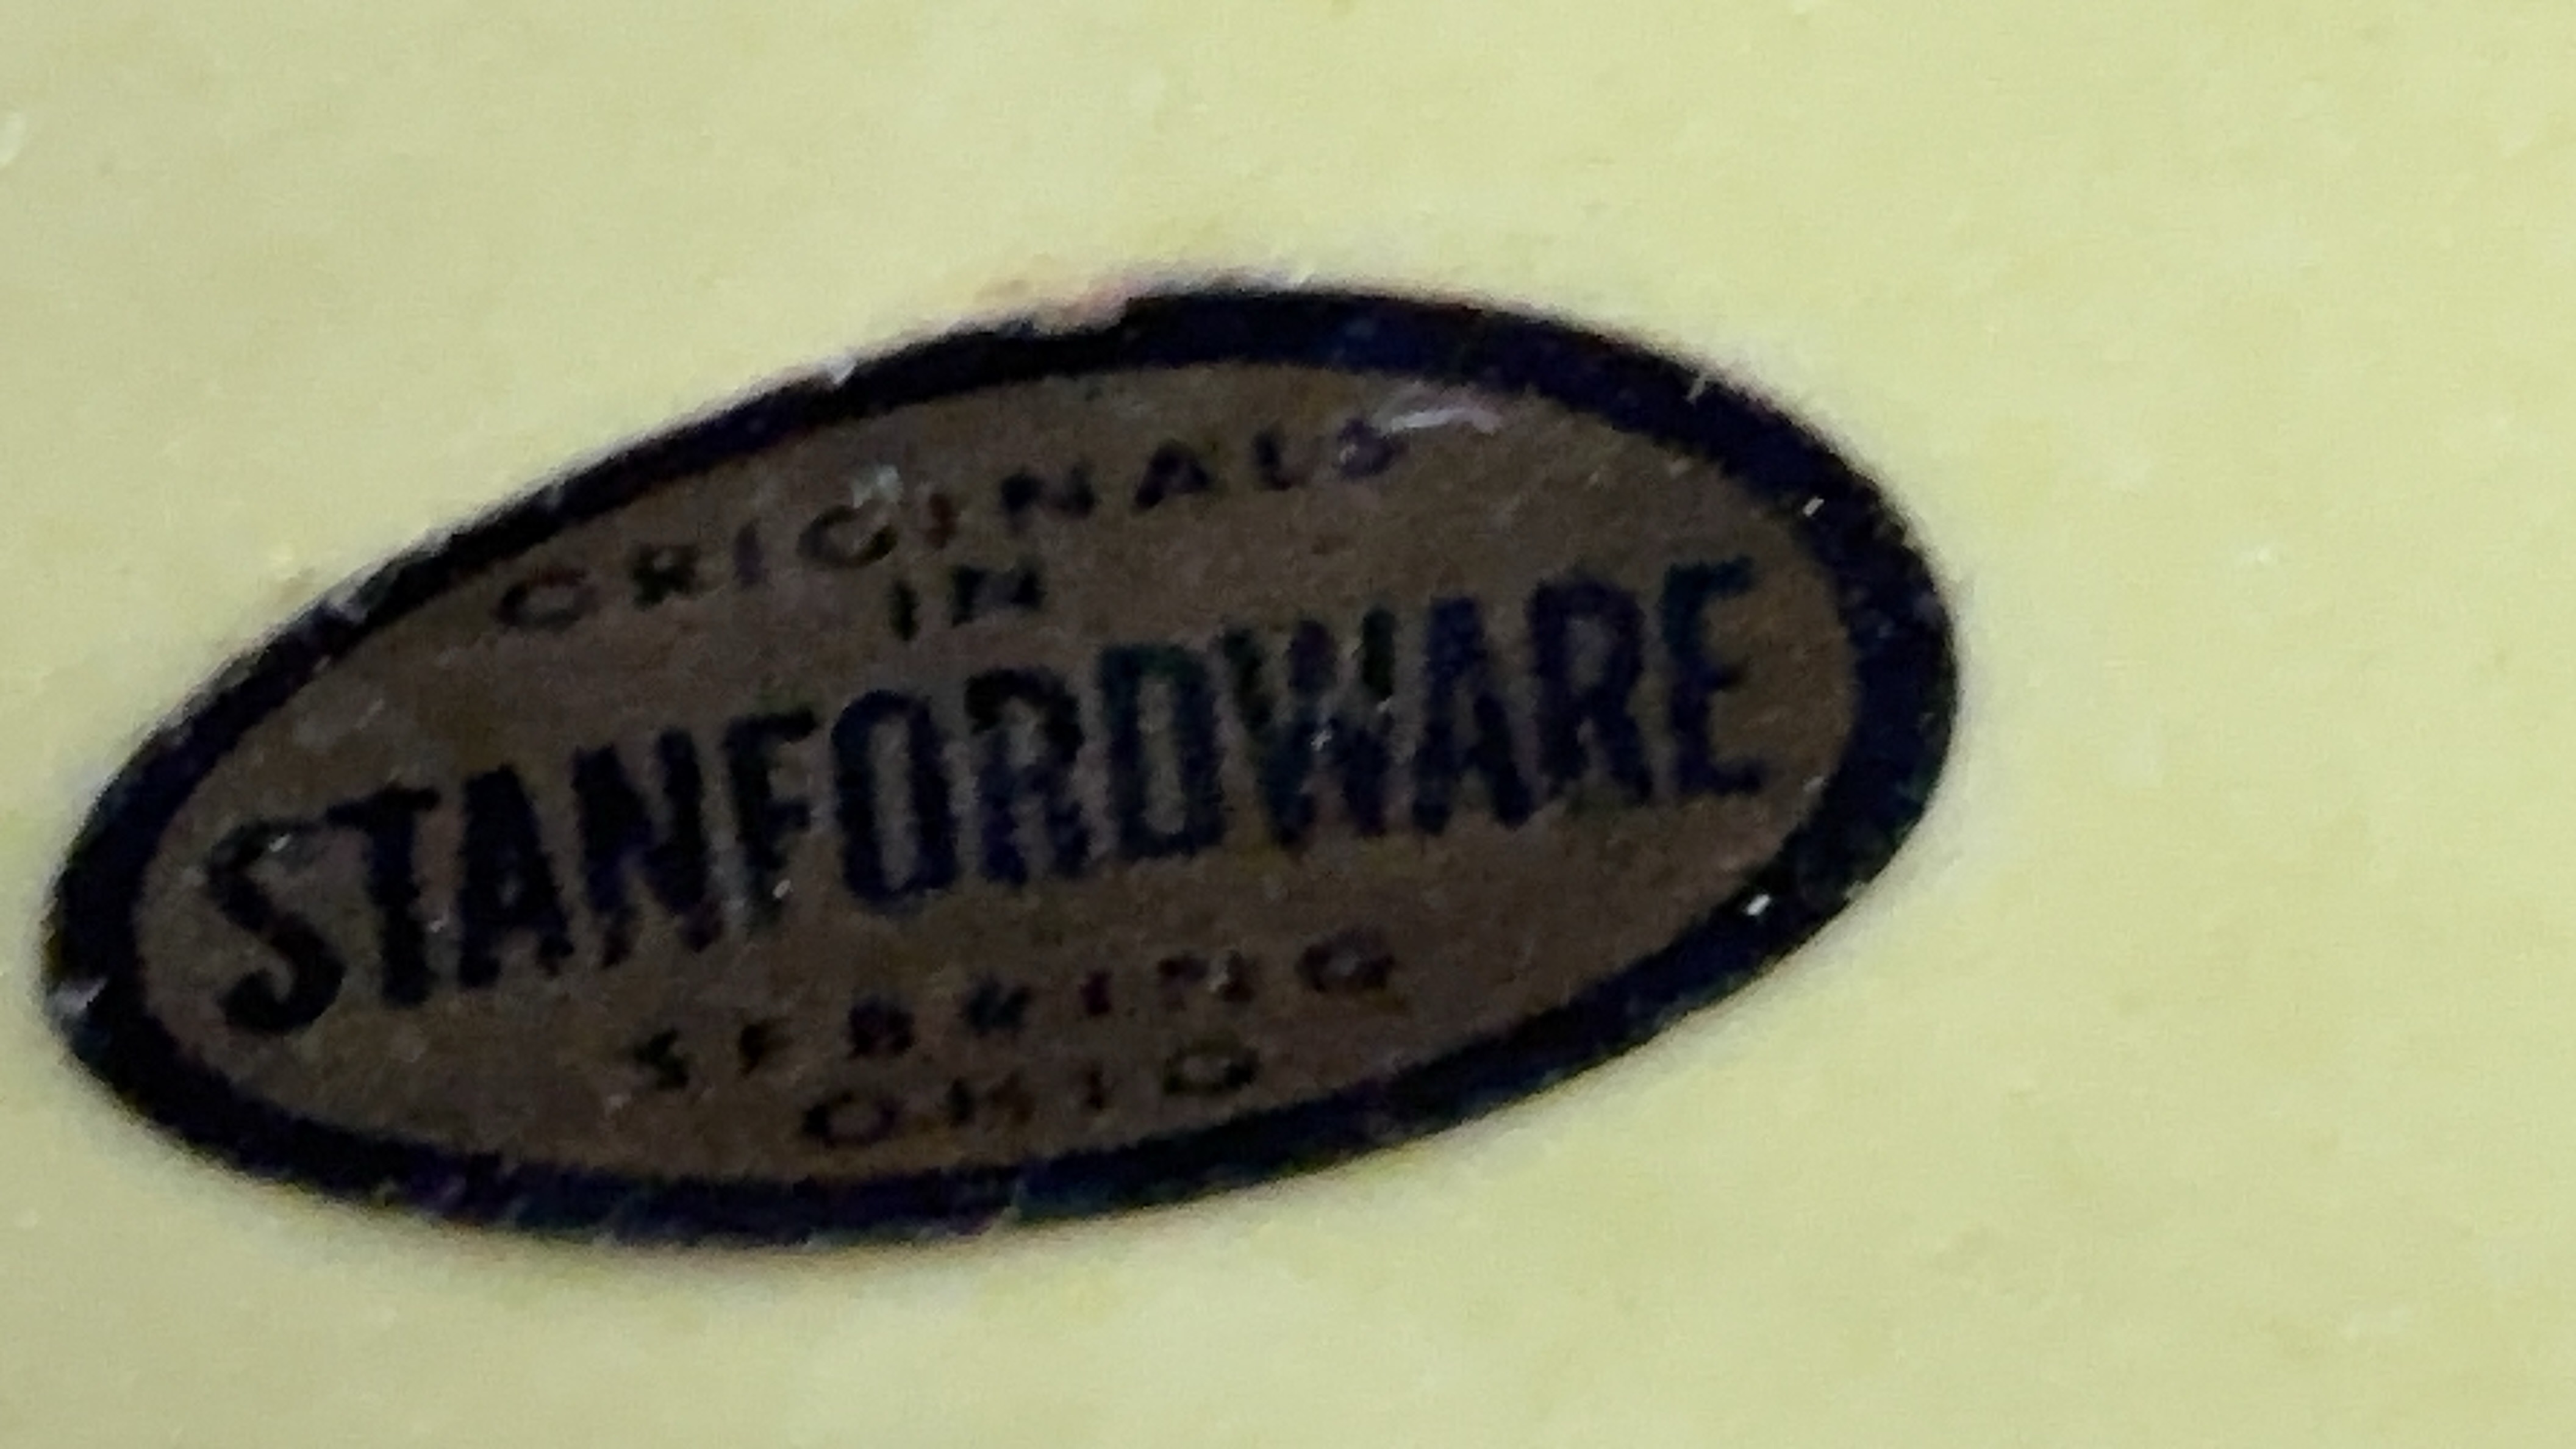 ORIGINALS
IN
STANFORDWARE
SEBRING
OHIO